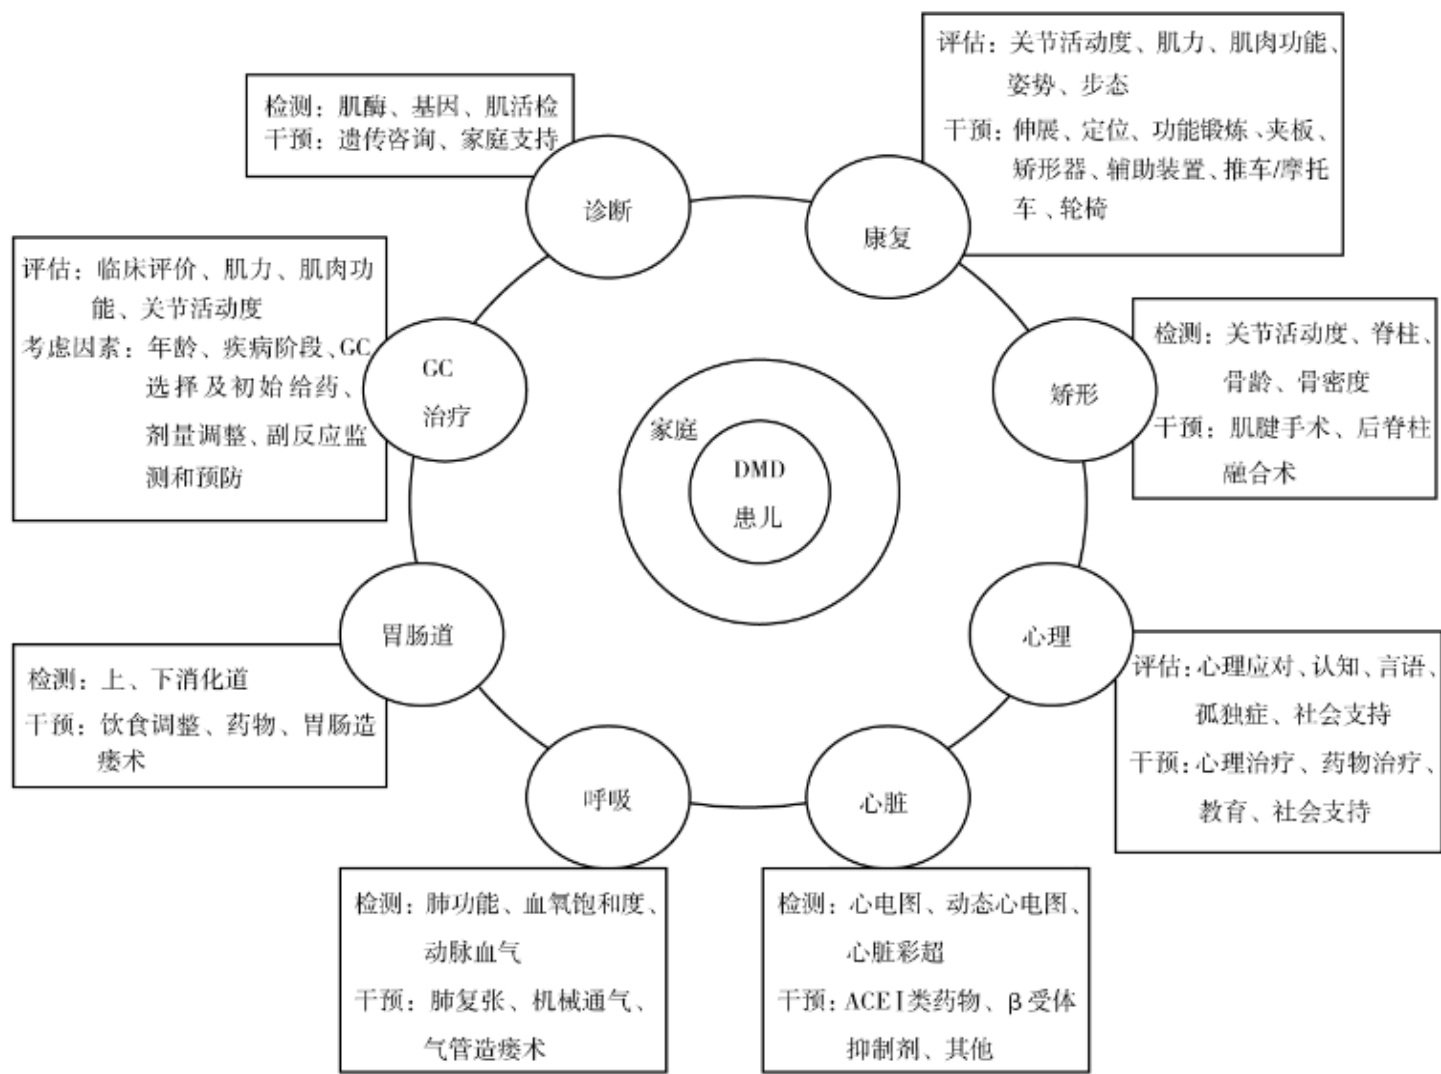 检测：肌酶、基因、肌活检
干预：遗传咨询、家庭支持
诊断
评估：关节活动度、肌力、肌肉功能、
姿势、步态
干预：伸展、定位、功能锻炼、夹板、
矫形器、辅助装置、推车/摩托
车、轮椅
康复
评估：临床评价、肌力、肌肉功
能、关节活动度
考虑因素：年龄、疾病阶段、GC
选择及初始给药、
剂量调整、副反应监
测和预防
GC
治疗
检测：关节活动度、脊柱、
骨龄、骨密度
干预：肌腱手术、后脊柱
融合术
矫形
家庭
DMD
患儿
胃肠道
检测：上、下消化道
干预：饮食调整、药物、胃肠造
瘘术
心理
评估：心理应对、认知、言语、
孤独症、社会支持
干预：心理治疗、药物治疗、
教育、社会支持
呼吸
检测：肺功能、血氧饱和度、
动脉血气
干预：肺复张、机械通气、
气管造瘘术
心脏
检测：心电图、动态心电图、
心脏彩超
干预：ACEI类药物、β受体
抑制剂、其他